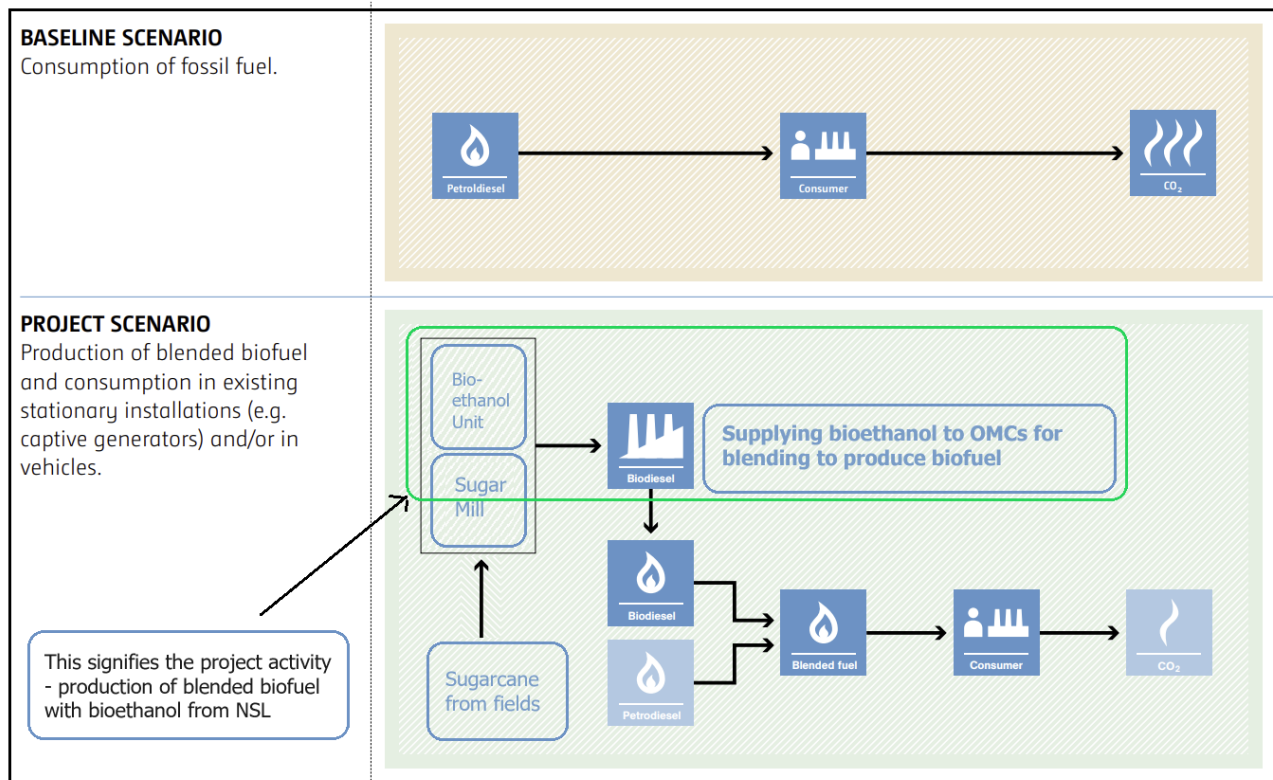 BASELINE SCENARIO
Consumption of fossil fuel.
Petroldiesel
Consumer
CO₂
PROJECT SCENARIO
Production of blended biofuel
and consumption in existing
stationary installations (e.g.
captive generators) and/or in
vehicles.
Bio-
ethanol
Unit
Sugar
Mill
Biodiesel
Supplying bioethanol to OMCs for
blending to produce biofuel
Biodiesel
Petrodiesel
Blended fuel
Consumer
CO₂
Sugarcane
from fields
This signifies the project activity
- production of blended biofuel
with bioethanol from NSL